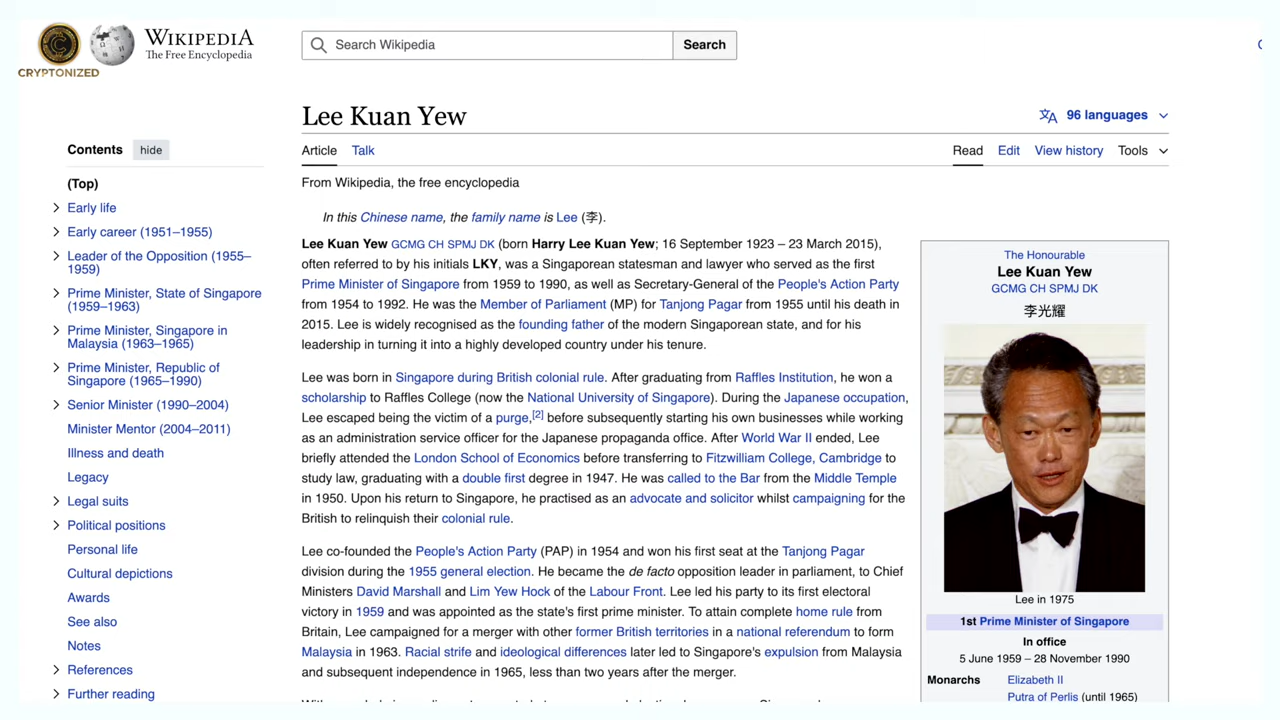 CRYPTONIZED
WIKIPEDIA
The Free Encyclopedia
Search Wikipedia
Search
Lee Kuan Yew
96 languages
Article
Talk
Read
Edit
View history
Tools
Contents
hide
(Top)
Early life
Early career (1951–1955)
Leader of the Opposition (1955–
1959)
Prime Minister, State of Singapore
(1959–1963)
Prime Minister, Singapore in
Malaysia (1963–1965)
Prime Minister, Republic of
Singapore (1965–1990)
Senior Minister (1990–2004)
Minister Mentor (2004–2011)
Illness and death
Legacy
Legal suits
Political positions
Personal life
Cultural depictions
Awards
See also
Notes
References
Further reading
From Wikipedia, the free encyclopedia
In this Chinese name, the family name is Lee (李).
Lee Kuan Yew GCMG CH SPMJ DK (born Harry Lee Kuan Yew; 16 September 1923 – 23 March 2015),
often referred to by his initials LKY, was a Singaporean statesman and lawyer who served as the first
Prime Minister of Singapore from 1959 to 1990, as well as Secretary-General of the People's Action Party
from 1954 to 1992. He was the Member of Parliament (MP) for Tanjong Pagar from 1955 until his death in
2015. Lee is widely recognised as the founding father of the modern Singaporean state, and for his
leadership in turning it into a highly developed country under his tenure.
Lee was born in Singapore during British colonial rule. After graduating from Raffles Institution, he won a
scholarship to Raffles College (now the National University of Singapore). During the Japanese occupation,
Lee escaped being the victim of a purge,[2] before subsequently starting his own businesses while working
as an administration service officer for the Japanese propaganda office. After World War II ended, Lee
briefly attended the London School of Economics before transferring to Fitzwilliam College, Cambridge to
study law, graduating with a double first degree in 1947. He was called to the Bar from the Middle Temple
in 1950. Upon his return to Singapore, he practised as an advocate and solicitor whilst campaigning for the
British to relinquish their colonial rule.
Lee co-founded the People's Action Party (PAP) in 1954 and won his first seat at the Tanjong Pagar
division during the 1955 general election. He became the de facto opposition leader in parliament, to Chief
Ministers David Marshall and Lim Yew Hock of the Labour Front. Lee led his party to its first electoral
victory in 1959 and was appointed as the state's first prime minister. To attain complete home rule from
Britain, Lee campaigned for a merger with other former British territories in a national referendum to form
Malaysia in 1963. Racial strife and ideological differences later led to Singapore's expulsion from Malaysia
and subsequent independence in 1965, less than two years after the merger.
The Honourable
Lee Kuan Yew
GCMG CH SPMJ DK
李光耀
Lee in 1975
1st Prime Minister of Singapore
In office
5 June 1959 – 28 November 1990
Monarchs
Elizabeth II
Putra of Perlis (until 1965)